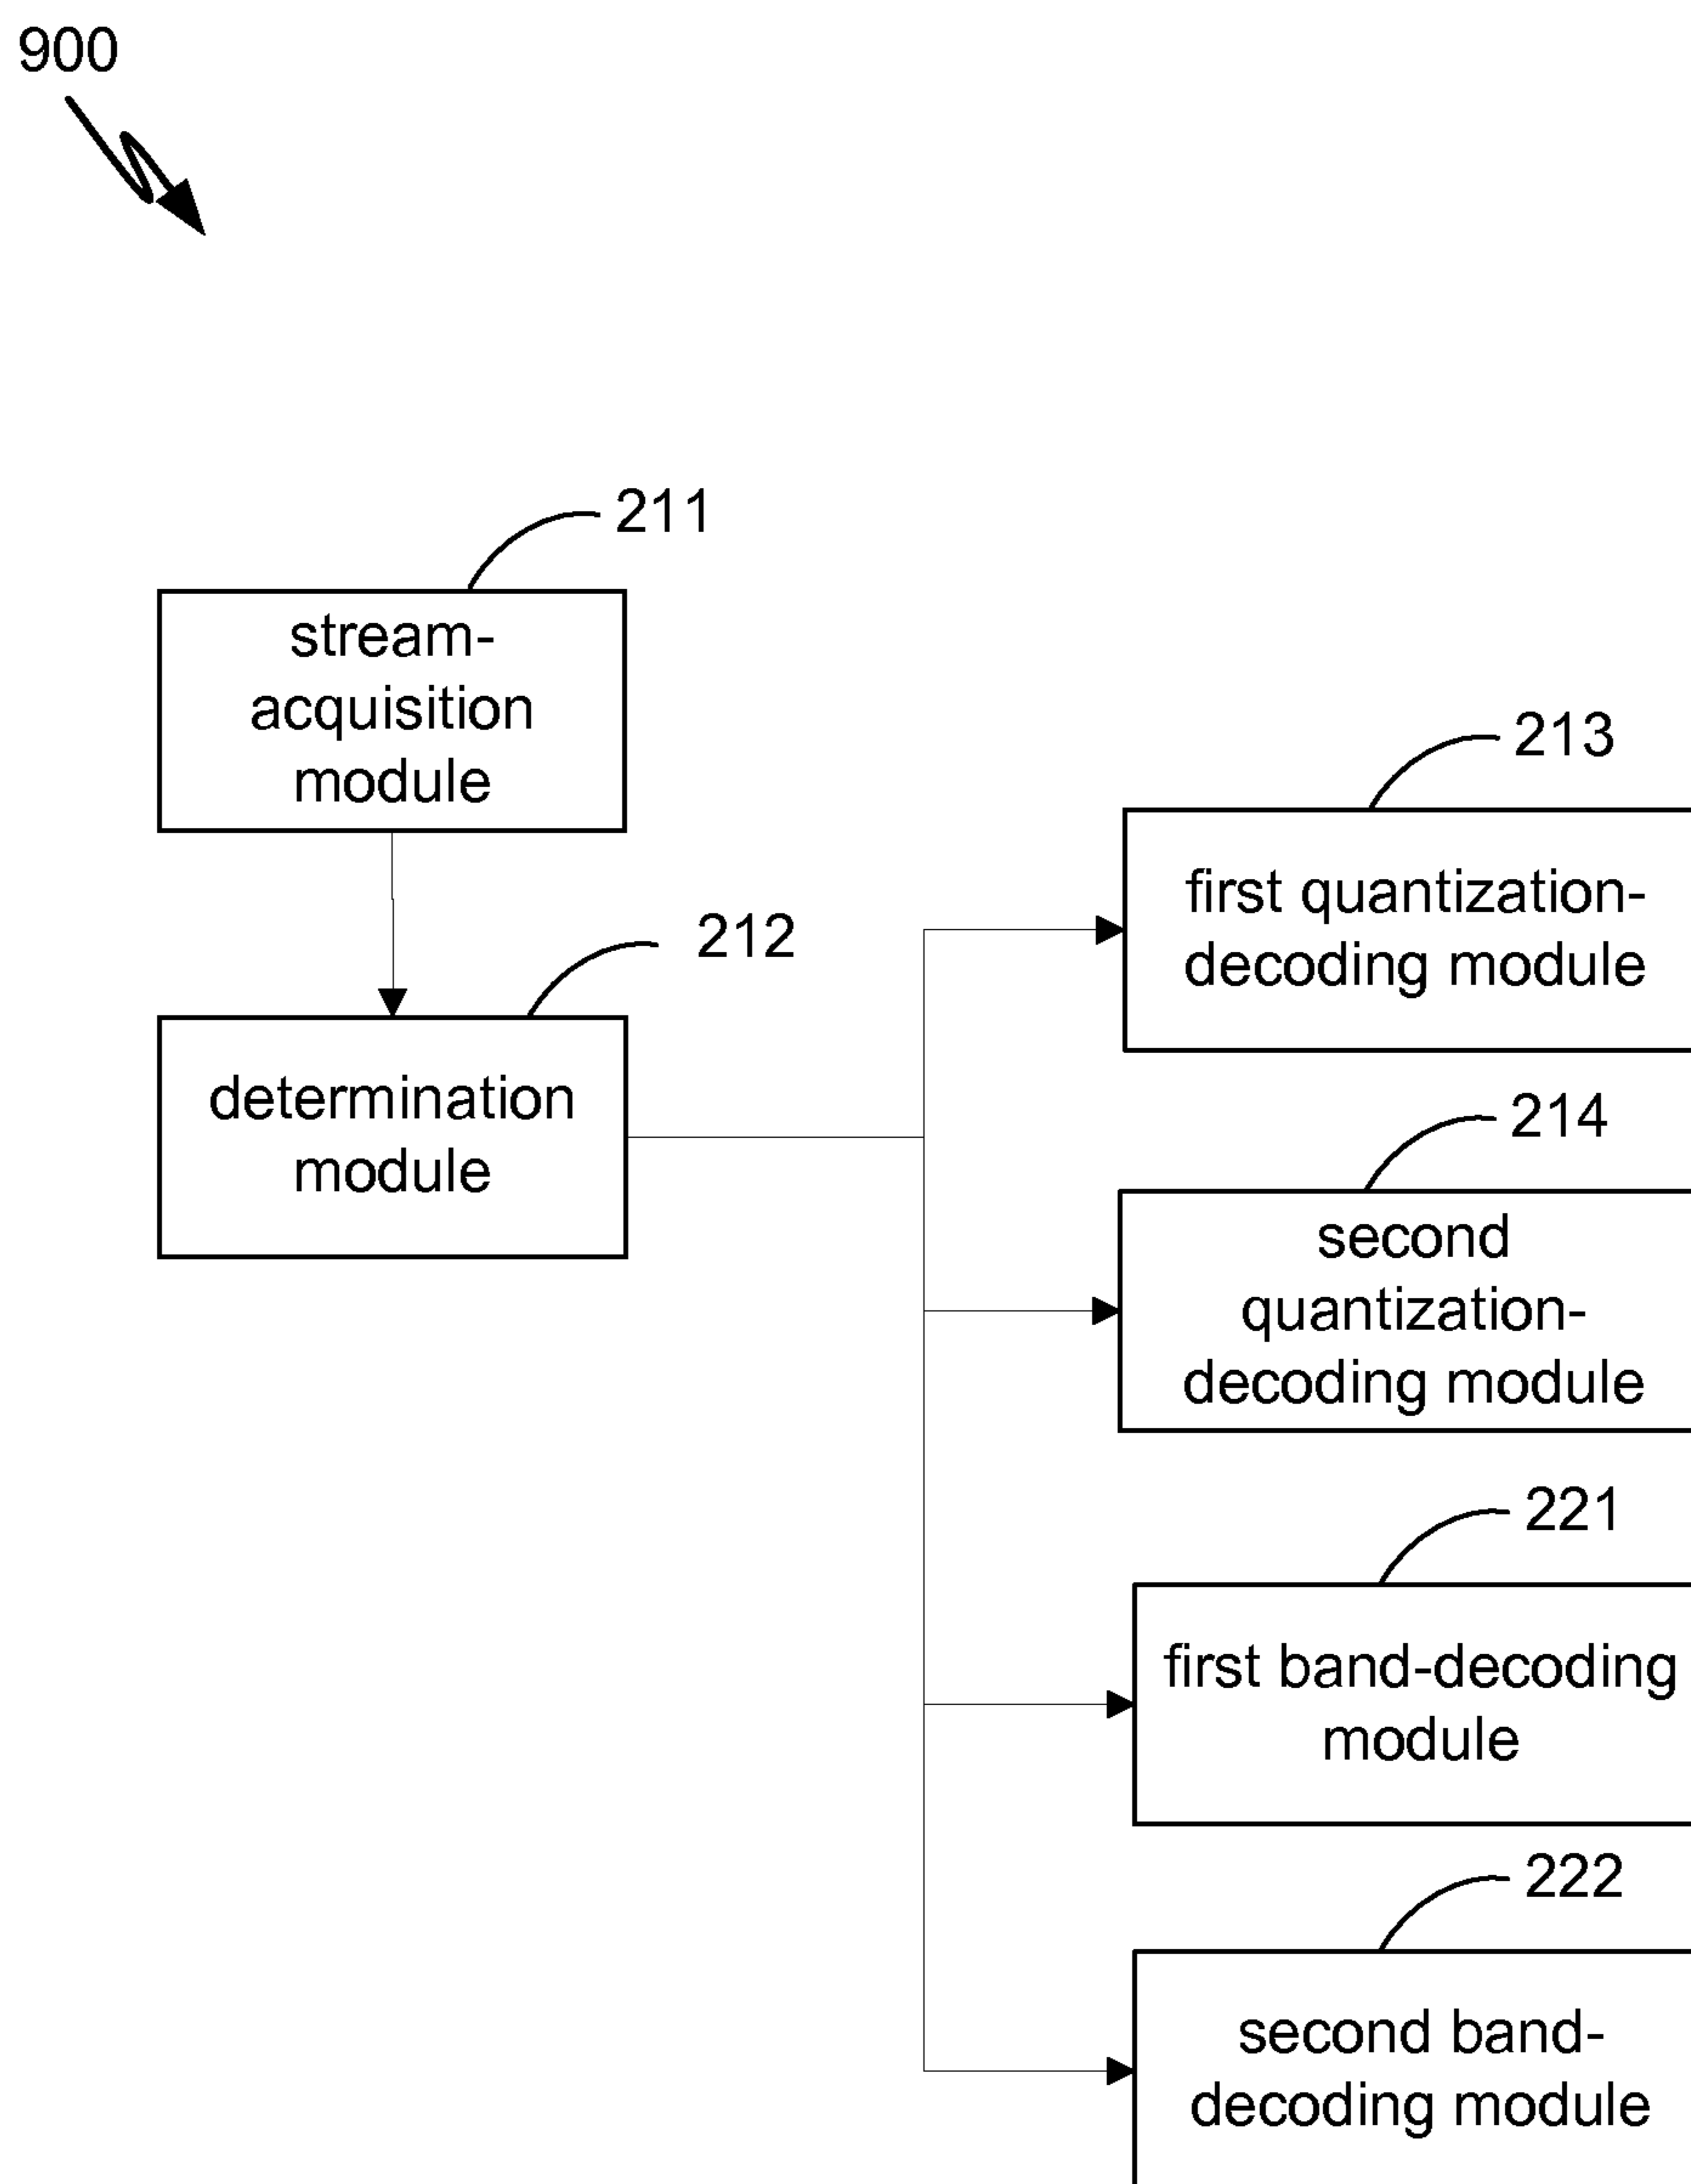 900
211
stream-
acquisition
module
212
determination
module
213
first quantization-
decoding module
214
second
quantization-
decoding module
221
first band-decoding
module
222
second band-
decoding module